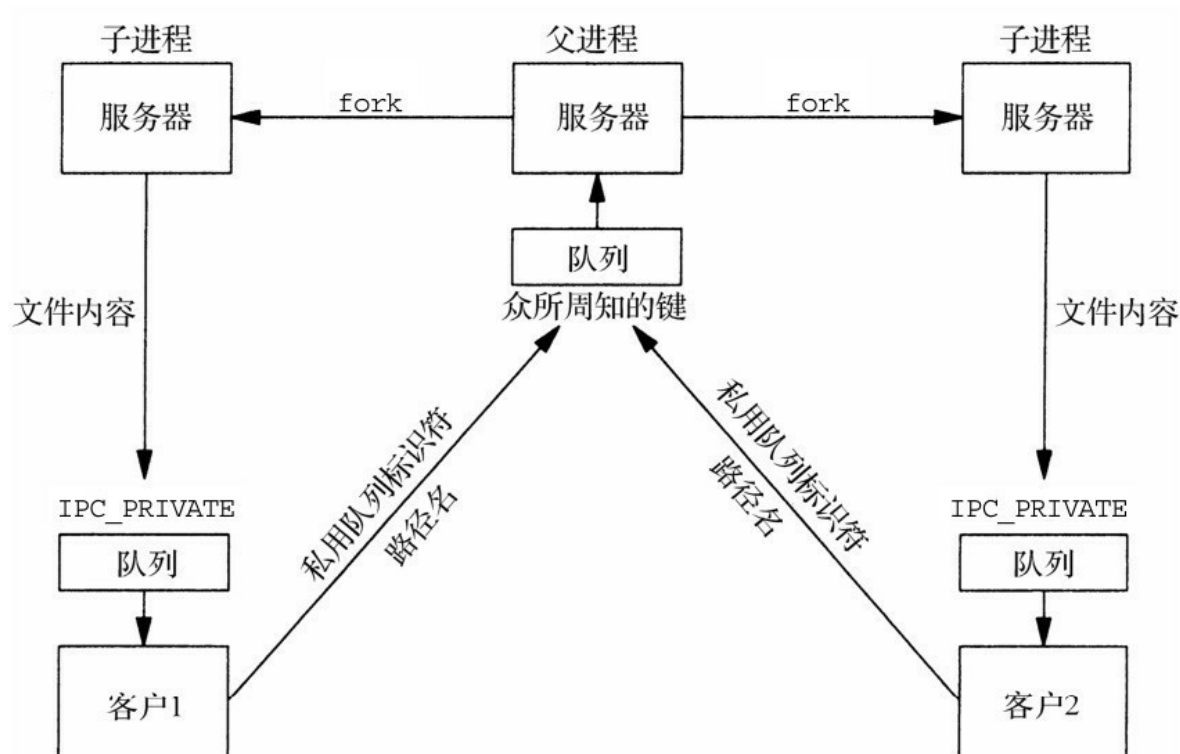 子进程
父进程
子进程
服务器
fork
服务器
fork
服务器
队列
众所周知的键
文件内容
文件内容
私用队列标识符
路径名
私用队列标识符
路径名
IPC_PRIVATE
IPC_PRIVATE
队列
队列
客户1
客户2